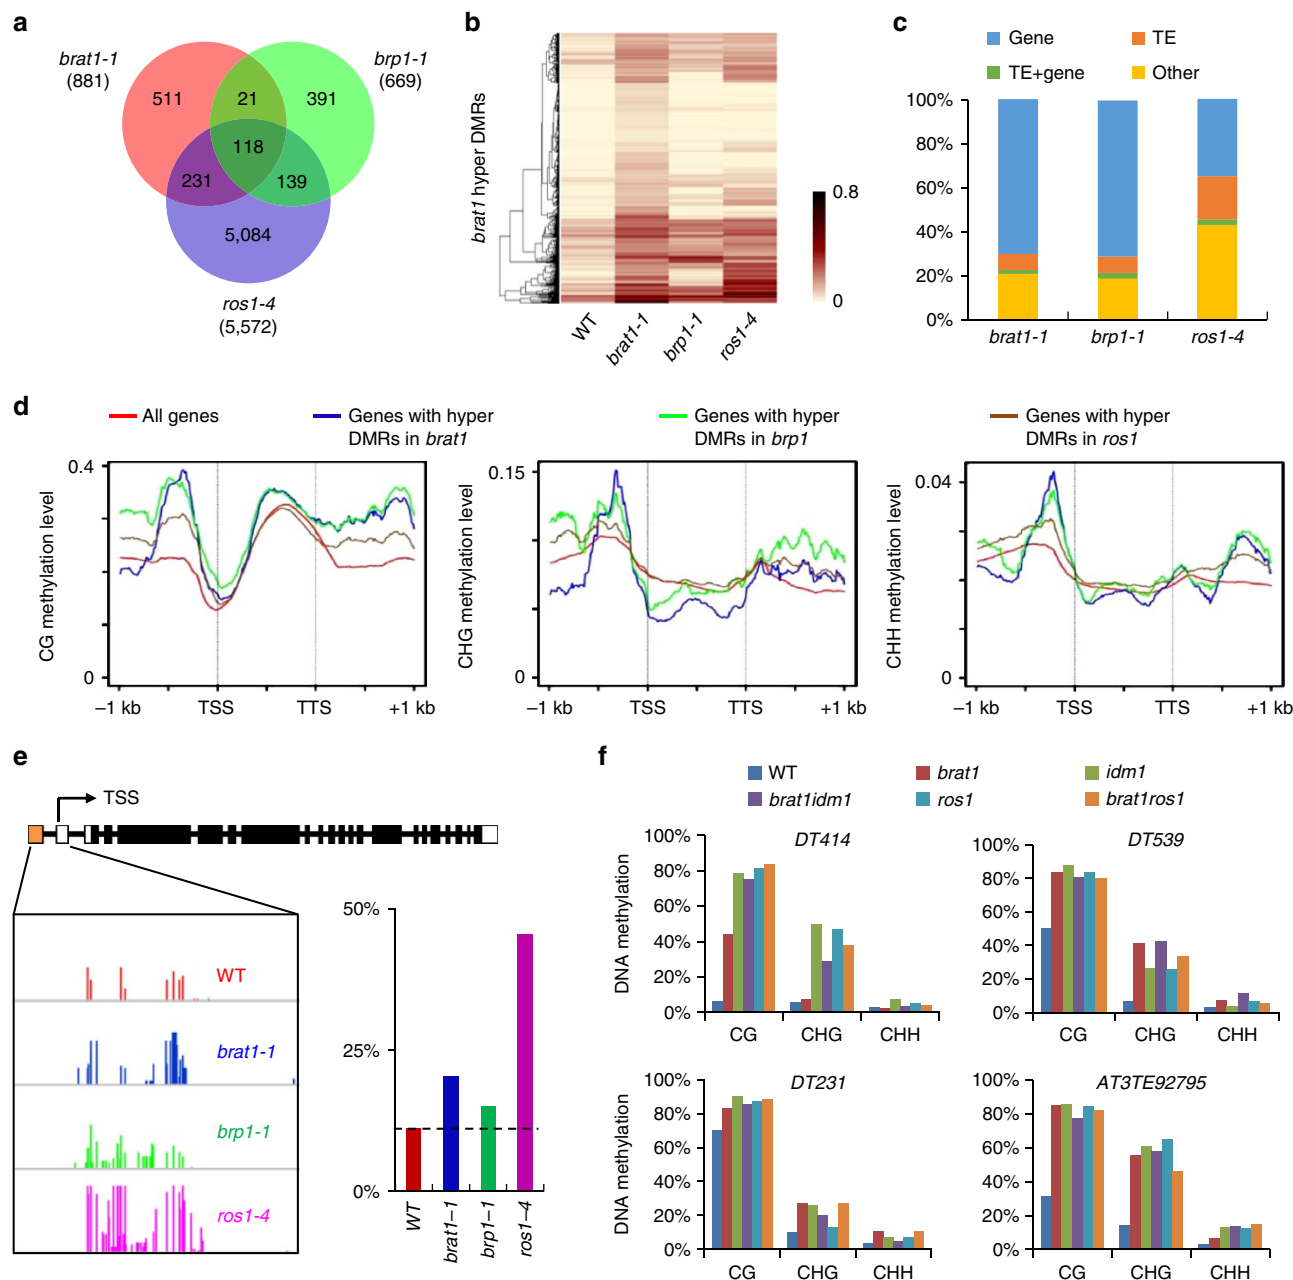 a
brat1-1
(881)
brp1-1
(669)
511
21
391
118
231
139
5,084
ros1-4
(5,572)
b
brat1 hyper DMRs
0.8
0
WT
brat1-1
brp1-1
ros1-4
c
Gene
TE
TE+gene
Other
100%
80%
60%
40%
20%
0%
brat1-1
brp1-1
ros1-4
d
All genes
Genes with hyper
DMRs in brat1
Genes with hyper
DMRs in brp1
Genes with hyper
DMRs in ros1
CG methylation level
0.4
0
–1 kb
TSS
TTS
+1 kb
CHG methylation level
0.15
0
–1 kb
TSS
TTS
+1 kb
CHH methylation level
0.04
0
–1 kb
TSS
TTS
+1 kb
e
TSS
WT
brat1-1
brp1-1
ros1-4
50%
25%
0%
WT
brat1–1
brp1–1
ros1–4
f
WT
brat1
idm1
brat1idm1
ros1
brat1ros1
DNA methylation
DT414
100%
80%
60%
40%
20%
0%
CG
CHG
CHH
DT539
100%
80%
60%
40%
20%
0%
CG
CHG
CHH
DNA methylation
DT231
100%
80%
60%
40%
20%
0%
CG
CHG
CHH
AT3TE92795
100%
80%
60%
40%
20%
0%
CG
CHG
CHH